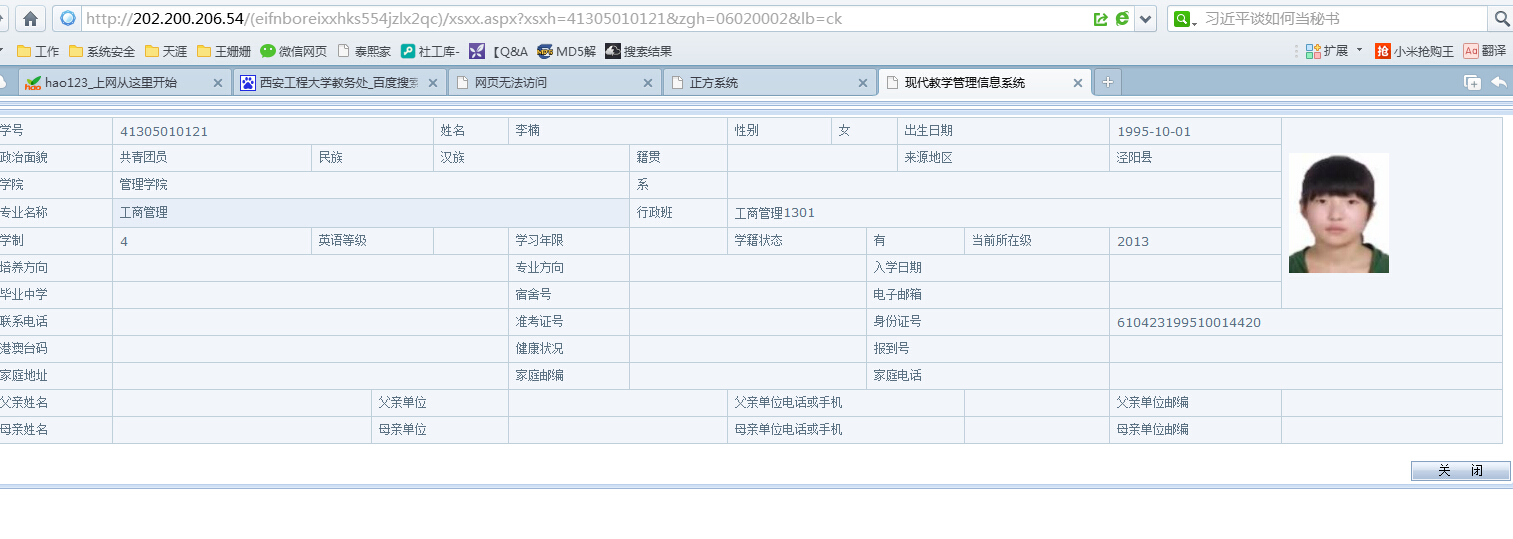 http://202.200.206.54/(eifnboreixxhks554jzlx2qc)/xsxx.aspx?xsxh=41305010121&zgh=06020002&lb=ck 习近平谈如何当秘书
工作 系统安全 天涯 王姗姗 微信网页 泰熙家 社工库- 【Q&A MD5解 搜索结果 扩展 抢 小米抢购王 Aa 翻译
hao123_上网从这里开始 西安工程大学教务处_百度搜索 网页无法访问 正方系统 现代教学管理信息系统
学号 41305010121 姓名 李楠 性别 女 出生日期 1995-10-01
政治面貌 共青团员 民族 汉族 籍贯 来源地区 泾阳县
学院 管理学院 系
专业名称 工商管理 行政班 工商管理1301
学制 4 英语等级 学习年限 学籍状态 有 当前所在级 2013
培养方向 专业方向 入学日期
毕业中学 宿舍号 电子邮箱
联系电话 准考证号 身份证号 610423199510014420
港澳台码 健康状况 报到号
家庭地址 家庭邮编 家庭电话
父亲姓名 父亲单位 父亲单位电话或手机 父亲单位邮编
母亲姓名 母亲单位 母亲单位电话或手机 母亲单位邮编
关 闭